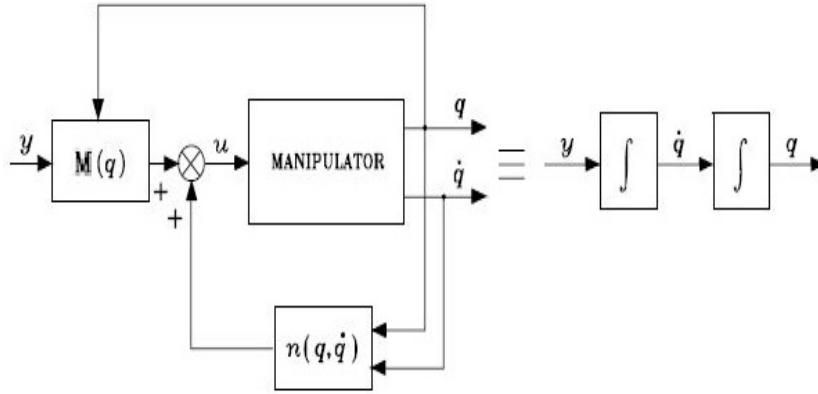 y
𝕄(q)
+
+
u
MANIPULATOR
q
q̇
n(q,q̇)
≡
y
∫
q̇
∫
q